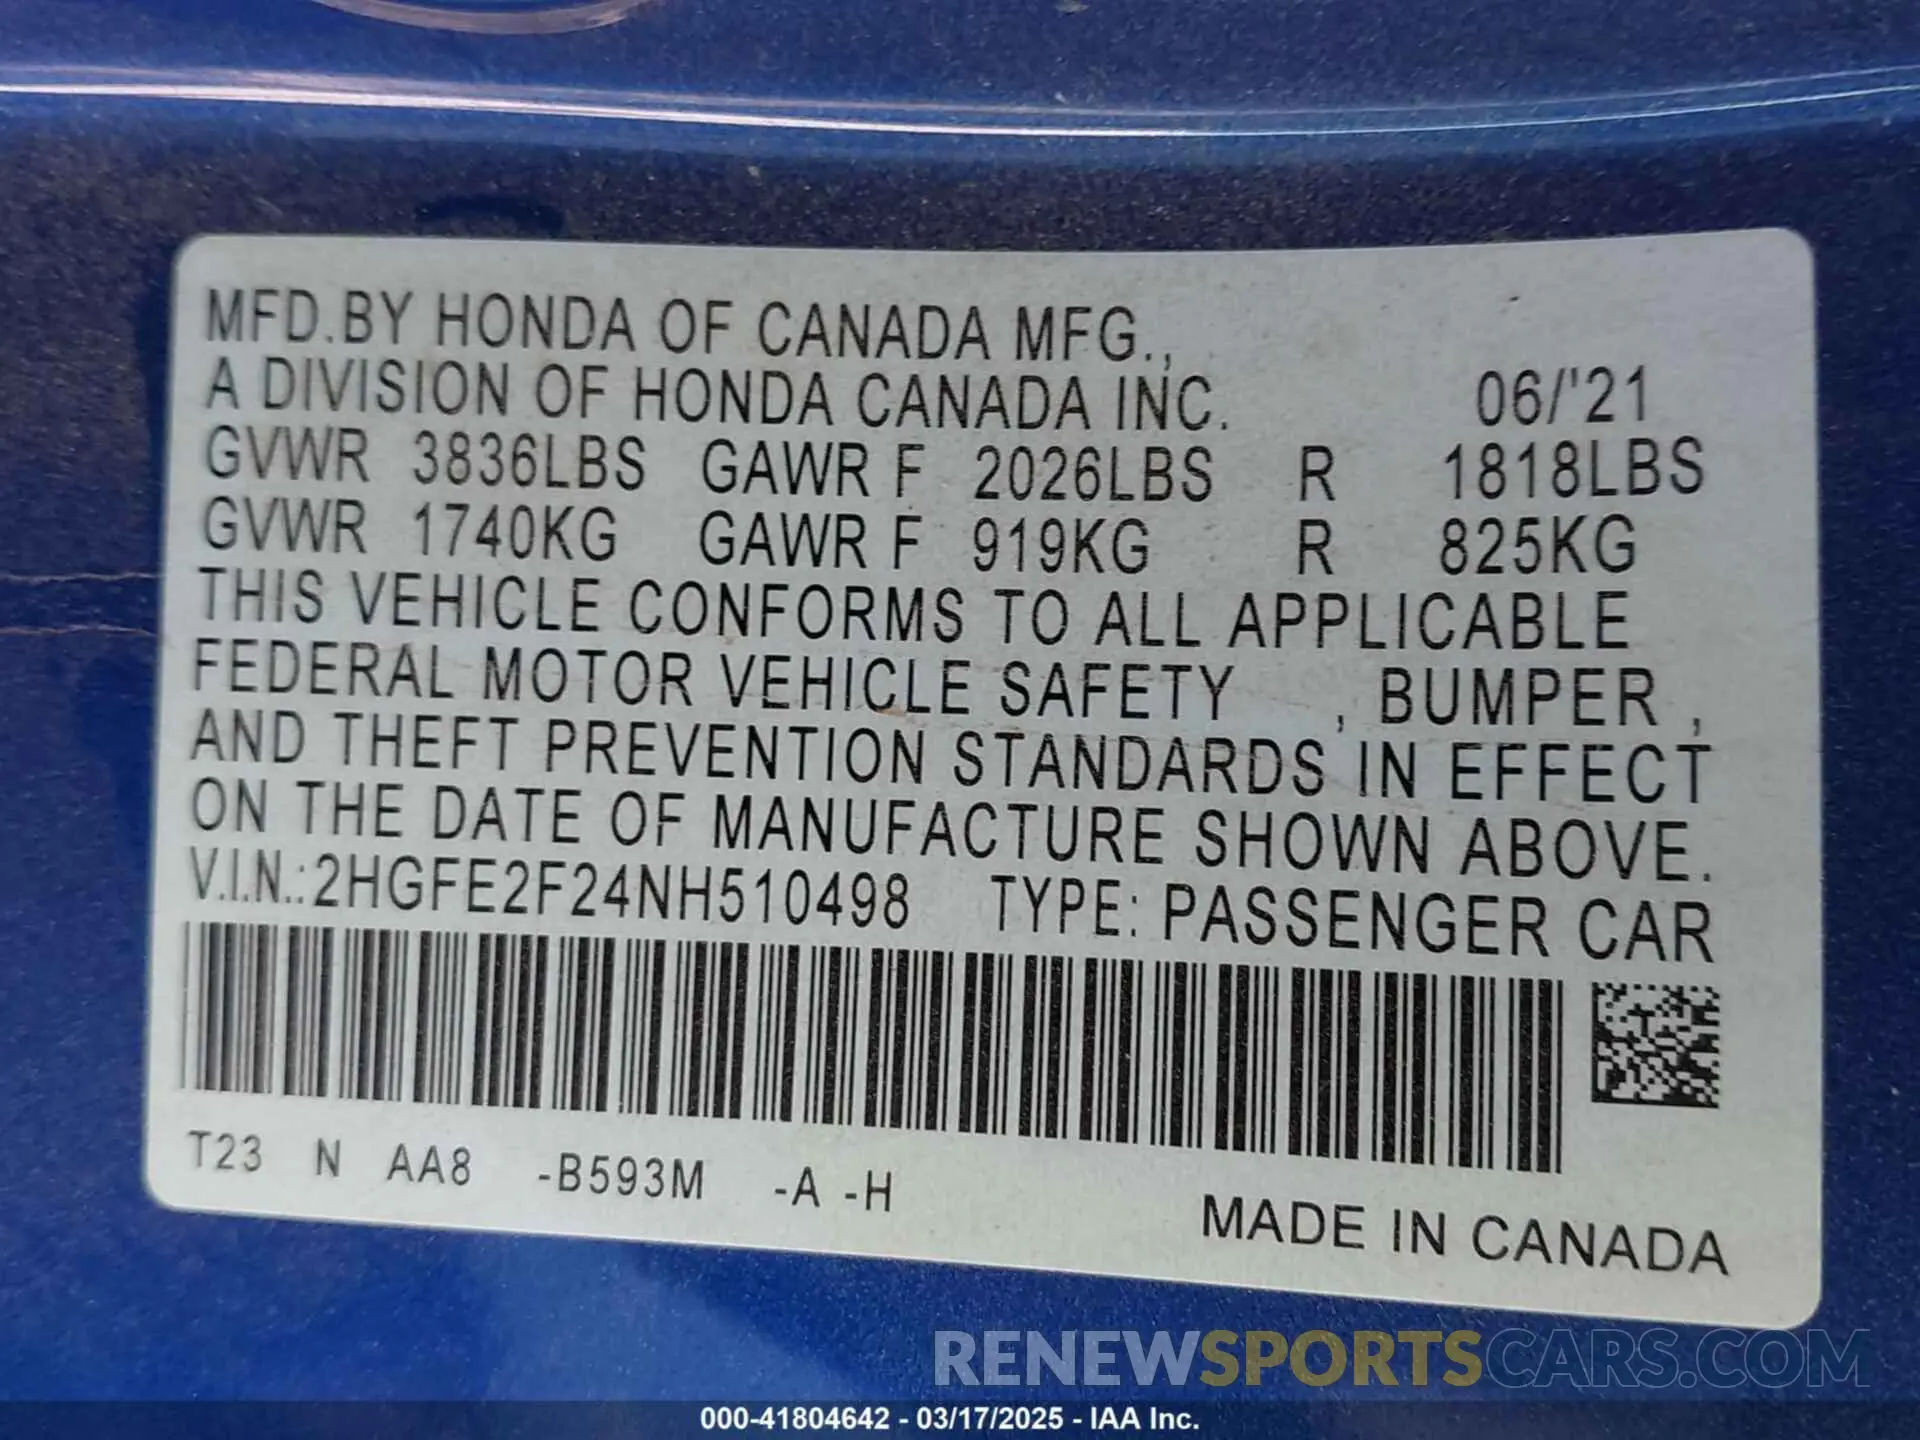 MFD.BY HONDA OF CANADA MFG.,
A DIVISION OF HONDA CANADA INC. 06/'21
GVWR 3836LBS GAWR F 2026LBS R 1818LBS
GVWR 1740KG GAWR F 919KG R 825KG
THIS VEHICLE CONFORMS TO ALL APPLICABLE
FEDERAL MOTOR VEHICLE SAFETY , BUMPER ,
AND THEFT PREVENTION STANDARDS IN EFFECT
ON THE DATE OF MANUFACTURE SHOWN ABOVE.
V.I.N.:2HGFE2F24NH510498 TYPE: PASSENGER CAR
T23 N AA8 -B593M -A -H
MADE IN CANADA
RENEWSPORTSCARS.COM
000-41804642 - 03/17/2025 - IAA Inc.